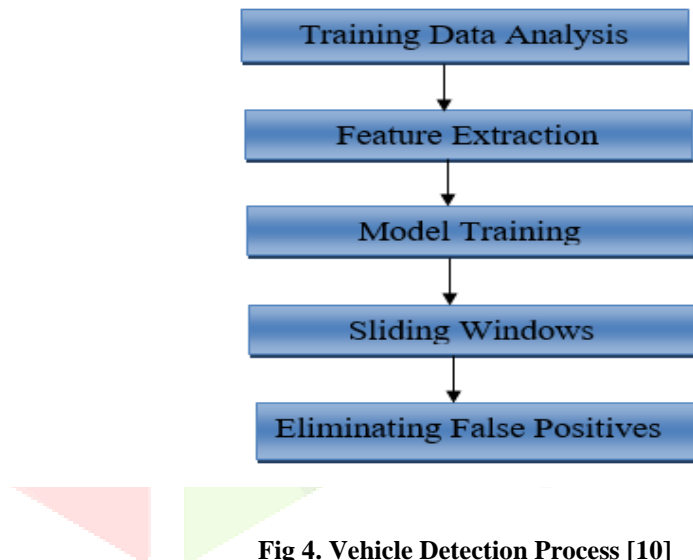 Training Data Analysis
Feature Extraction
Model Training
Sliding Windows
Eliminating False Positives
Fig 4. Vehicle Detection Process [10]